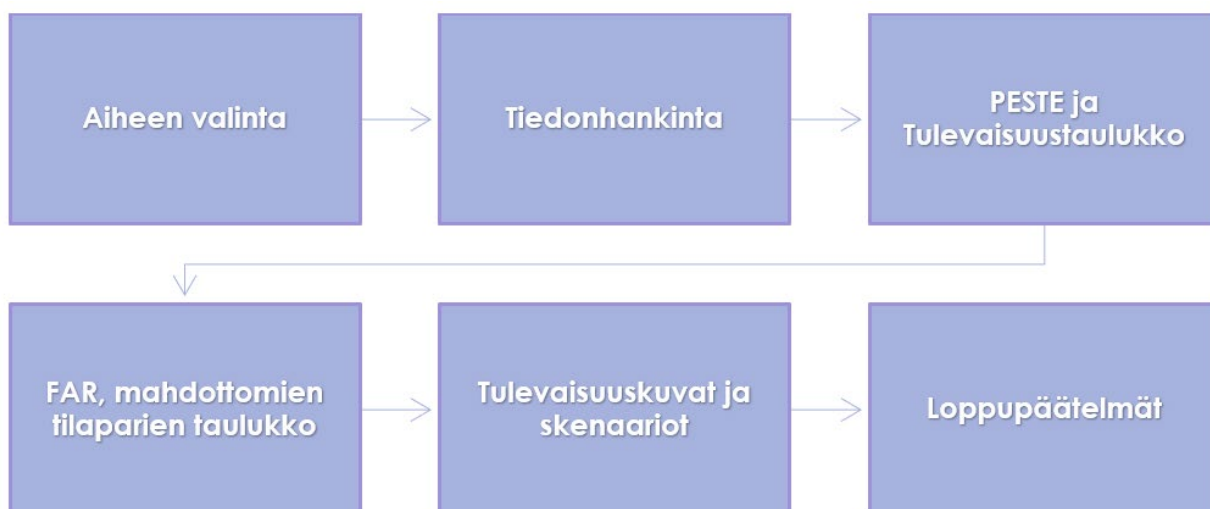 Aiheen valinta
Tiedonhankinta
PESTE ja
Tulevaisuustaulukko
FAR, mahdottomien
tilaparien taulukko
Tulevaisuuskuvat ja
skenaariot
Loppupäätelmät